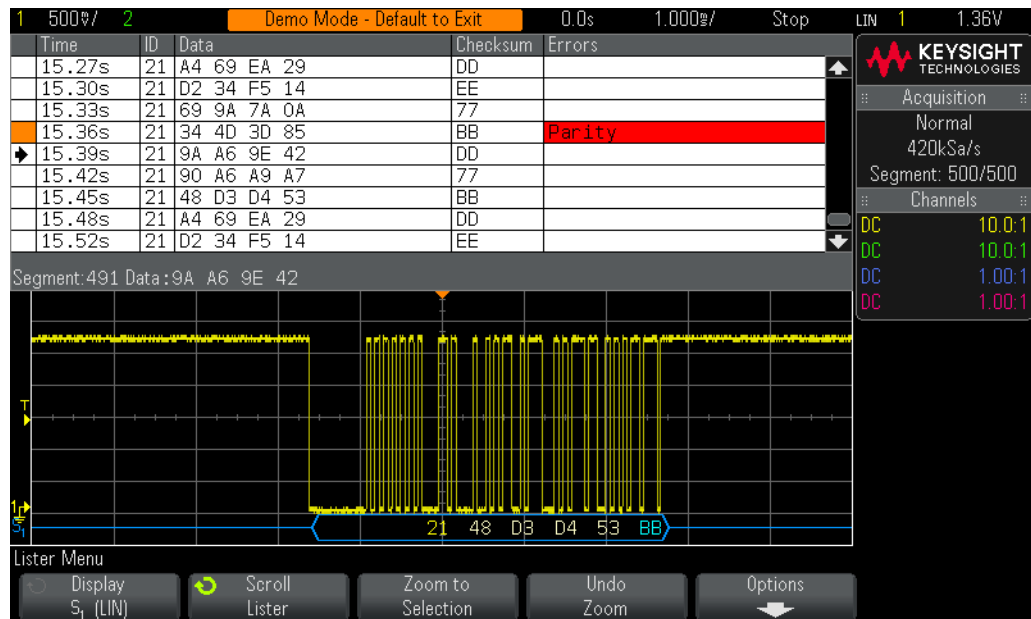 1 500⅟/ 2 Demo Mode - Default to Exit 0.0s 1.000⅟/ Stop LIN 1 1.36V
Time ID Data Checksum Errors
15.27s 21 A4 69 EA 29 DD
15.30s 21 D2 34 F5 14 EE
15.33s 21 69 9A 7A 0A 77
15.36s 21 34 4D 3D 85 BB Parity
15.39s 21 9A A6 9E 42 DD
15.42s 21 90 A6 A9 A7 77
15.45s 21 48 D3 D4 53 BB
15.48s 21 A4 69 EA 29 DD
15.52s 21 D2 34 F5 14 EE
Segment:491 Data:9A A6 9E 42
KEYSIGHT
TECHNOLOGIES
Acquisition
Normal
420kSa/s
Segment: 500/500
Channels
DC 10.0:1
DC 10.0:1
DC 1.00:1
DC 1.00:1
T
1
S1
21 48 D3 D4 53 BB
Lister Menu
Display
S1 (LIN)
Scroll
Lister
Zoom to
Selection
Undo
Zoom
Options